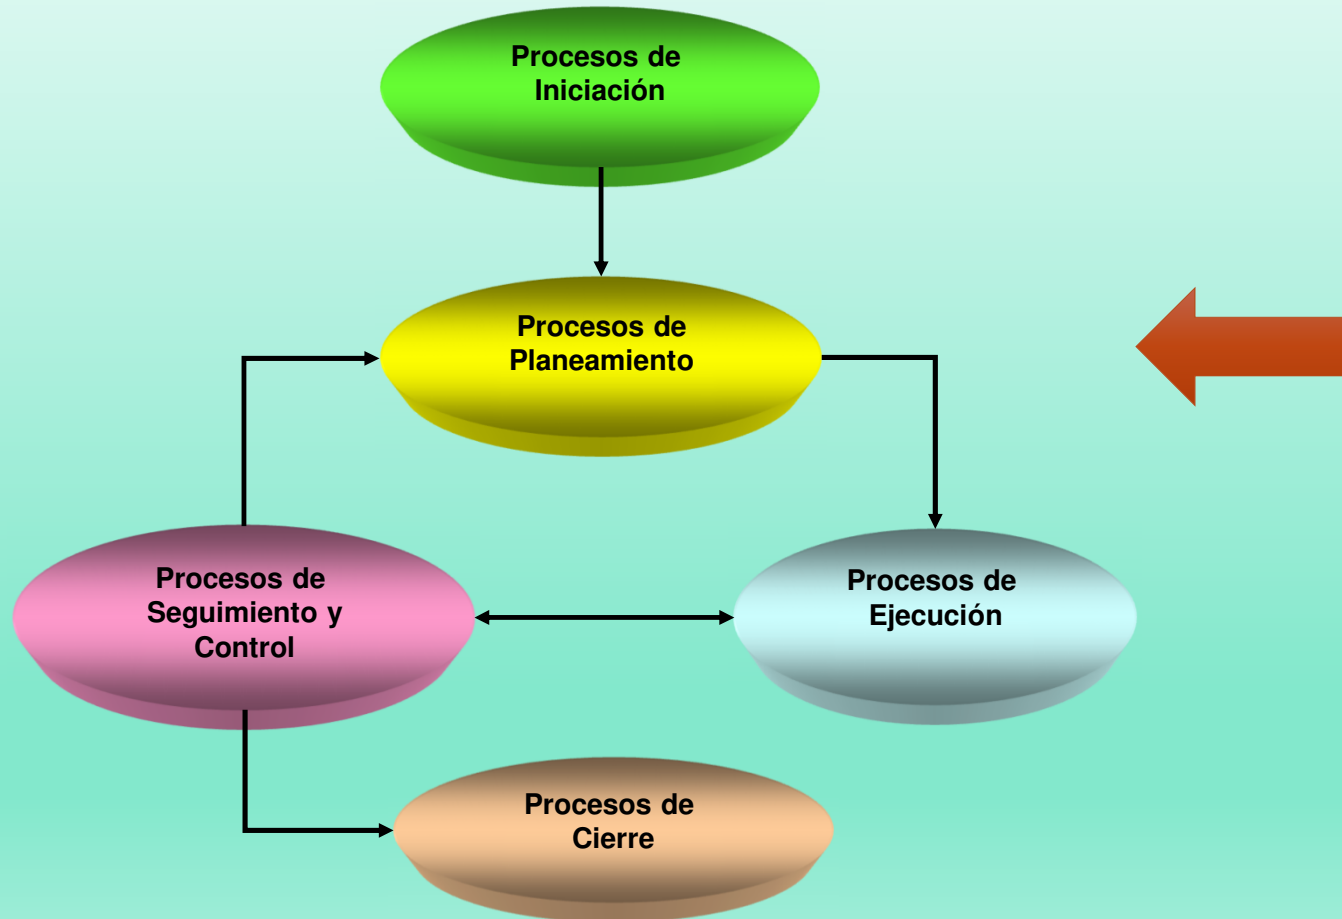 Procesos de
Iniciación
Procesos de
Planeamiento
Procesos de
Seguimiento y
Control
Procesos de
Ejecución
Procesos de
Cierre